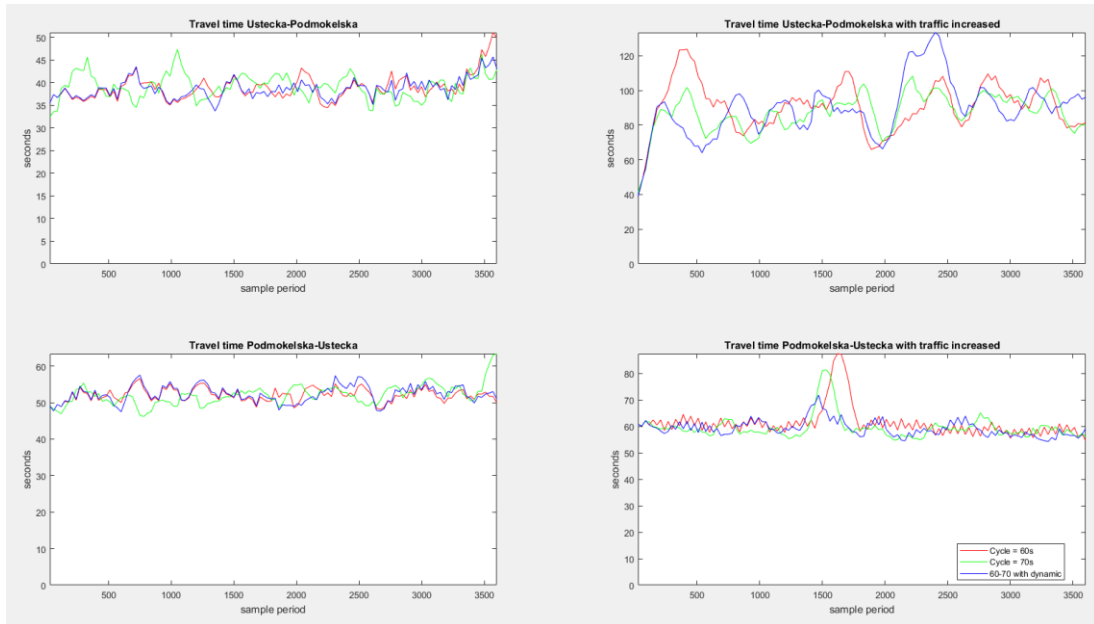 Travel time Ustecka-Podmokelska
50
45
40
35
30
25
20
15
10
5
0
seconds
500 1000 1500 2000 2500 3000 3500
sample period
Travel time Ustecka-Podmokelska with traffic increased
120
100
80
60
40
20
0
seconds
500 1000 1500 2000 2500 3000 3500
sample period
Travel time Podmokelska-Ustecka
60
50
40
30
20
10
0
seconds
500 1000 1500 2000 2500 3000 3500
sample period
Travel time Podmokelska-Ustecka with traffic increased
80
70
60
50
40
30
20
10
0
seconds
500 1000 1500 2000 2500 3000 3500
sample period
Cycle = 60s
Cycle = 70s
60-70 with dynamic